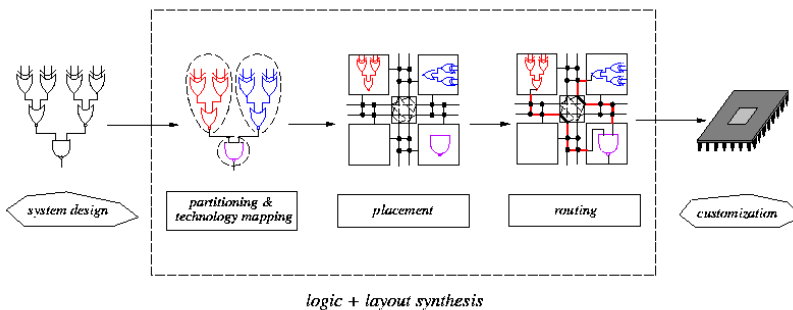 system design
partitioning &
technology mapping
placement
routing
customization
logic + layout synthesis